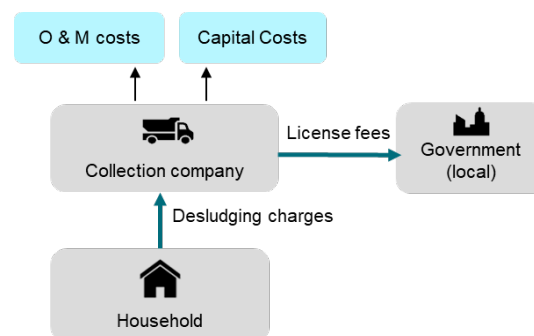 O & M costs
Capital Costs
License fees
Collection company
Government
(local)
Desludging charges
Household